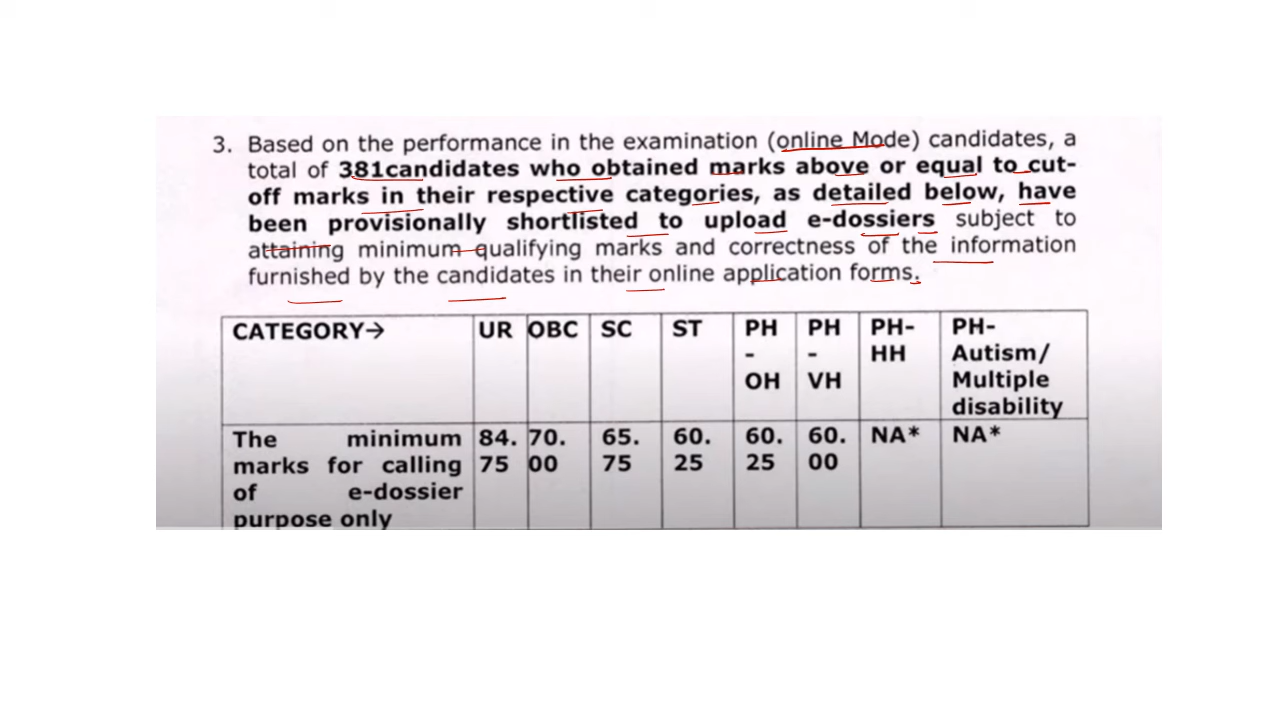 3. Based on the performance in the examination (online Mode) candidates, a
total of 381candidates who obtained marks above or equal to cut-
off marks in their respective categories, as detailed below, have
been provisionally shortlisted to upload e-dossiers subject to
attaining minimum qualifying marks and correctness of the information
furnished by the candidates in their online application forms.
CATEGORY→ UR OBC SC ST PH PH PH- PH-
- - HH Autism/
OH VH Multiple
disability
The minimum 84. 70. 65. 60. 60. 60. NA* NA*
marks for calling 75 00 75 25 25 00
of e-dossier
purpose only